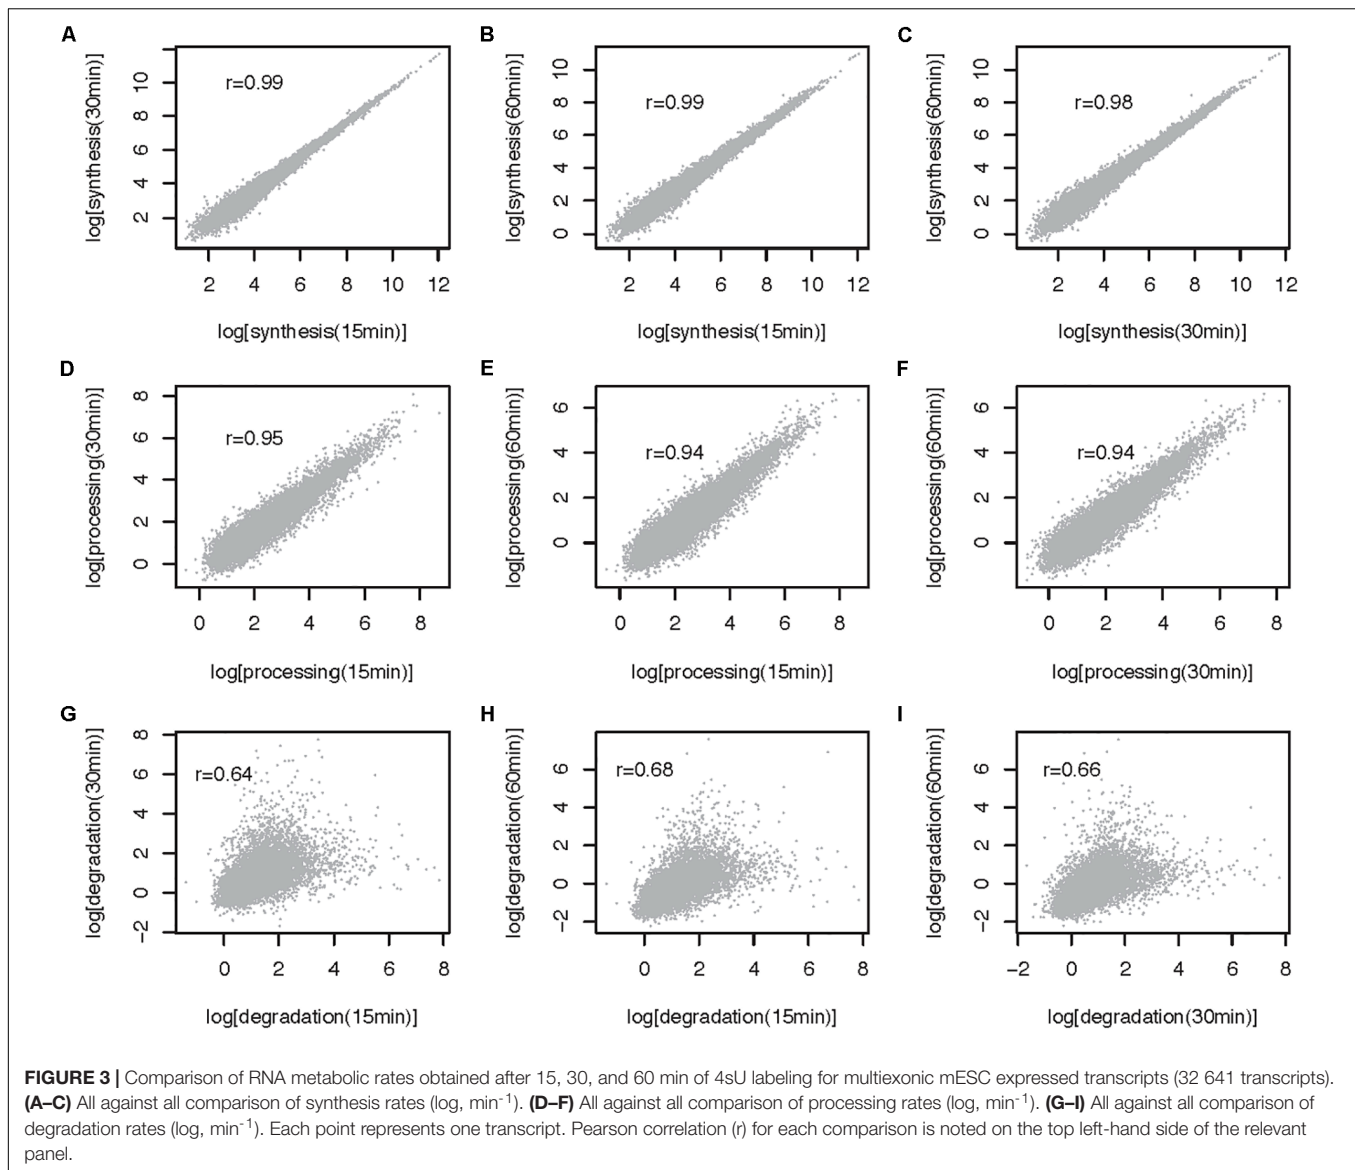 A
B
C
log[synthesis(30min)]
10
8
6
4
2
r=0.99
2 4 6 8 10 12
log[synthesis(15min)]
log[synthesis(60min)]
10
8
6
4
2
0
r=0.99
2 4 6 8 10 12
log[synthesis(15min)]
log[synthesis(60min)]
10
8
6
4
2
0
r=0.98
2 4 6 8 10 12
log[synthesis(30min)]
D
E
F
log[processing(30min)]
8
6
4
2
0
r=0.95
0 2 4 6 8
log[processing(15min)]
log[processing(60min)]
6
4
2
0
r=0.94
0 2 4 6 8
log[processing(15min)]
log[processing(60min)]
6
4
2
0
r=0.94
0 2 4 6 8
log[processing(30min)]
G
H
I
log[degradation(30min)]
8
6
4
2
0
−2
r=0.64
0 2 4 6 8
log[degradation(15min)]
log[degradation(60min)]
6
4
2
0
−2
r=0.68
0 2 4 6 8
log[degradation(15min)]
log[degradation(60min)]
6
4
2
0
−2
r=0.66
−2 0 2 4 6 8
log[degradation(30min)]
FIGURE 3 | Comparison of RNA metabolic rates obtained after 15, 30, and 60 min of 4sU labeling for multiexonic mESC expressed transcripts (32 641 transcripts).
(A–C) All against all comparison of synthesis rates (log, min-1). (D–F) All against all comparison of processing rates (log, min-1). (G–I) All against all comparison of
degradation rates (log, min-1). Each point represents one transcript. Pearson correlation (r) for each comparison is noted on the top left-hand side of the relevant
panel.